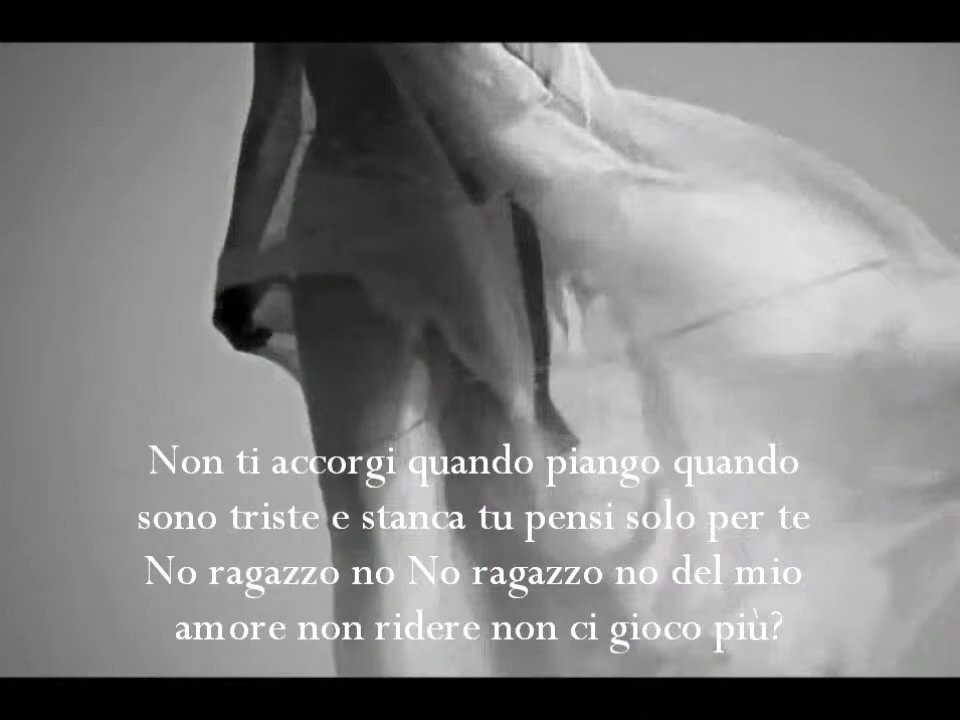 Non ti accorgi quando piango quando
sono triste e stanca tu pensi solo per te
No ragazzo no No ragazzo no del mio
amore non ridere non ci gioco più?